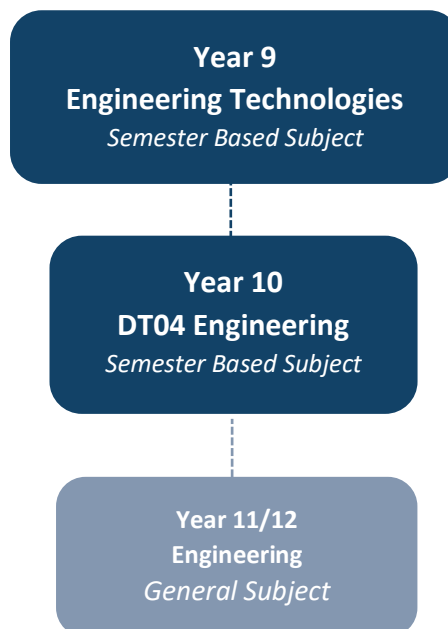 Year 9
Engineering Technologies
Semester Based Subject
Year 10
DT04 Engineering
Semester Based Subject
Year 11/12
Engineering
General Subject